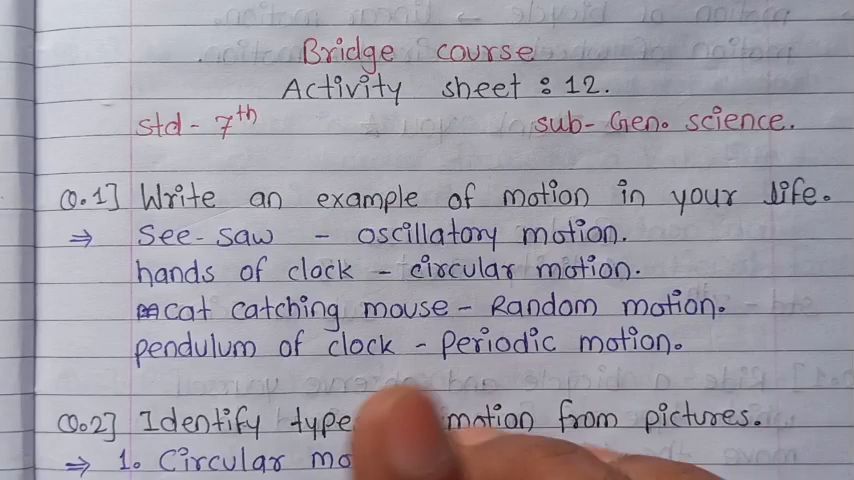 Bridge course
Activity sheet : 12.
Std - 7th sub- Gen. science.
Q.1] Write an example of motion in your life.
⇒ See-saw - oscillatory motion.
hands of clock - circular motion.
cat catching mouse - Random motion.
pendulum of clock - periodic motion.
Q.2] Identify type motion from pictures.
⇒ 1. Circular mo